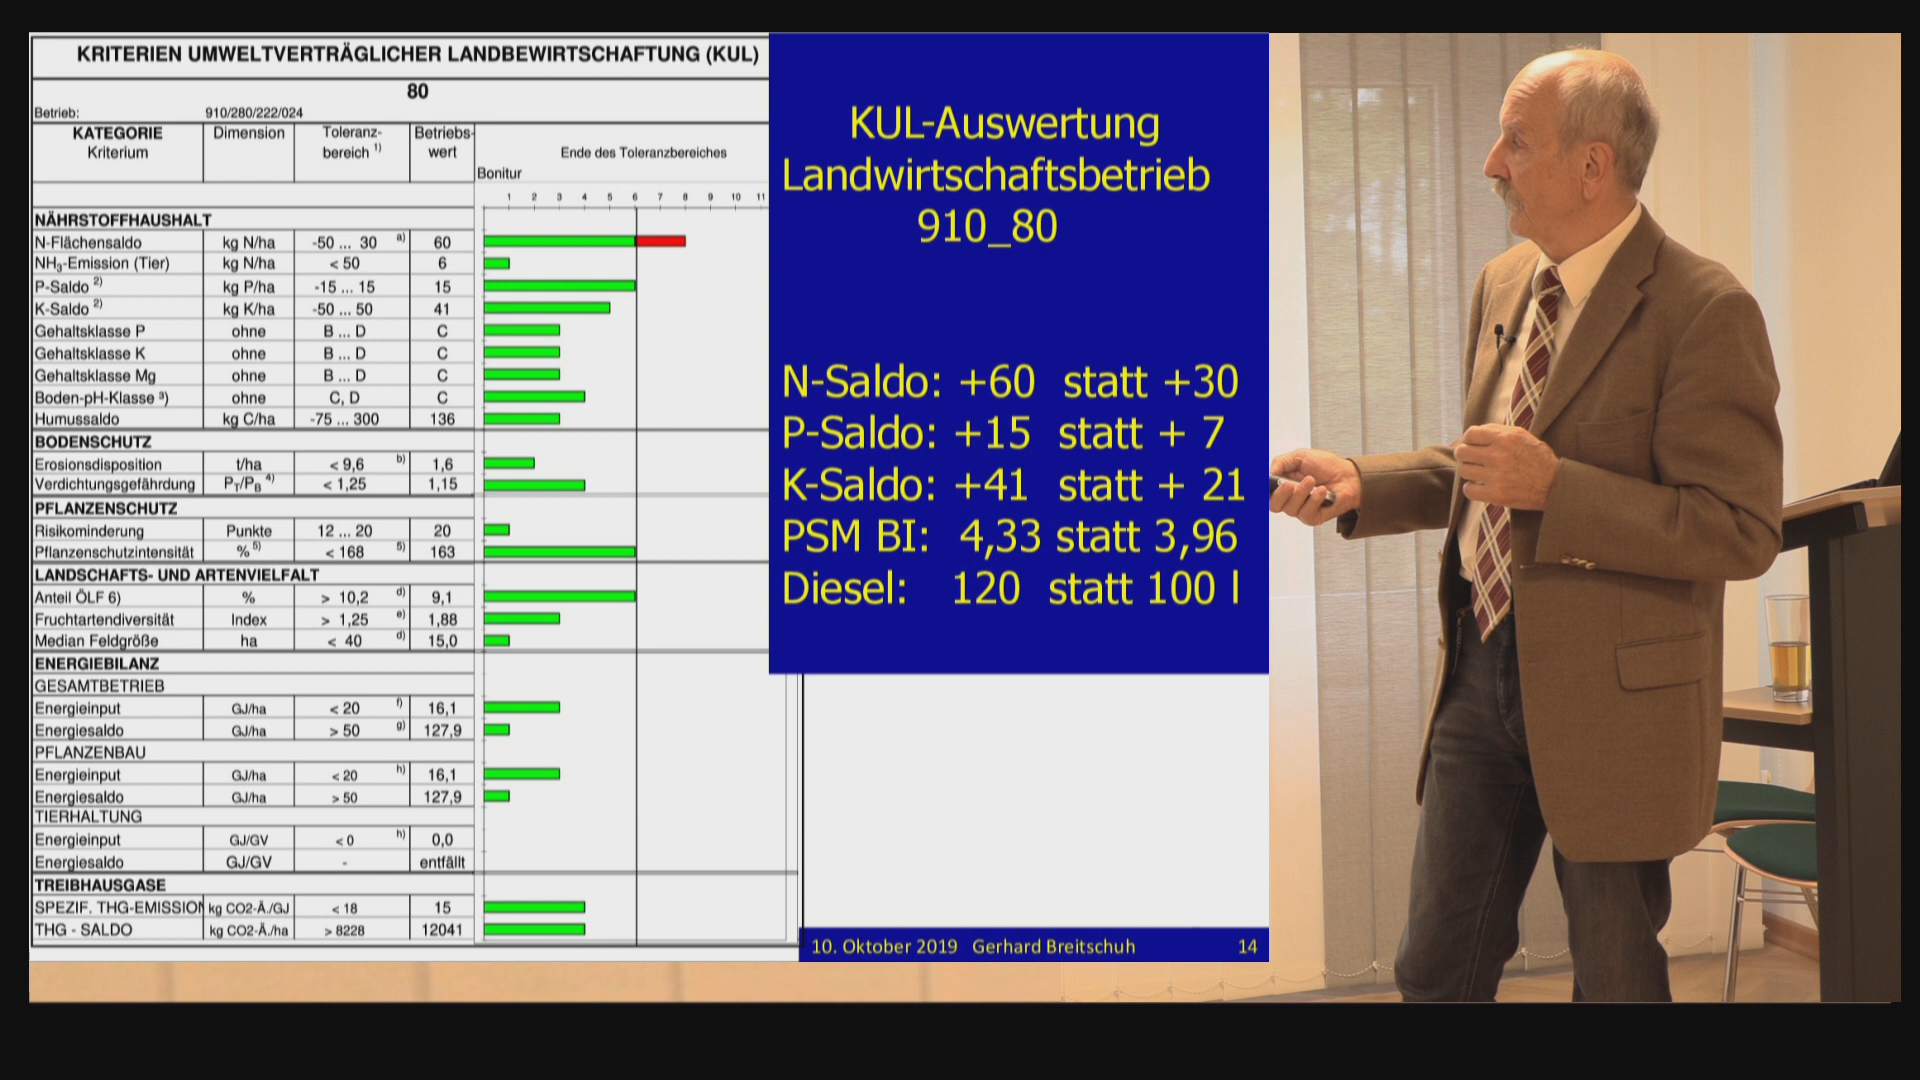 KRITERIEN UMWELTVERTRÄGLICHER LANDBEWIRTSCHAFTUNG (KUL)
80
Betrieb: 910/280/222/024
KATEGORIE Kriterium Dimension Toleranz-bereich 1) Betriebs-wert
Ende des Toleranzbereiches
Bonitur
1 2 3 4 5 6 7 8 9 10 11
NÄHRSTOFFHAUSHALT
N-Flächensaldo kg N/ha -50 ... 30 a) 60
NH3-Emission (Tier) kg N/ha < 50 6
P-Saldo 2) kg P/ha -15 ... 15 15
K-Saldo 2) kg K/ha -50 ... 50 41
Gehaltsklasse P ohne B ... D C
Gehaltsklasse K ohne B ... D C
Gehaltsklasse Mg ohne B ... D C
Boden-pH-Klasse 3) ohne C, D C
Humussaldo kg C/ha -75 ... 300 136
BODENSCHUTZ
Erosionsdisposition t/ha < 9,6 b) 1,6
Verdichtungsgefährdung PT/PB 4) < 1,25 1,15
PFLANZENSCHUTZ
Risikominderung Punkte 12 ... 20 20
Pflanzenschutzintensität % 5) < 168 5) 163
LANDSCHAFTS- UND ARTENVIELFALT
Anteil ÖLF 6) % > 10,2 d) 9,1
Fruchtartendiversität Index > 1,25 e) 1,88
Median Feldgröße ha < 40 d) 15,0
ENERGIEBILANZ
GESAMTBETRIEB
Energieinput GJ/ha < 20 f) 16,1
Energiesaldo GJ/ha > 50 g) 127,9
PFLANZENBAU
Energieinput GJ/ha < 20 h) 16,1
Energiesaldo GJ/ha > 50 127,9
TIERHALTUNG
Energieinput GJ/GV < 0 h) 0,0
Energiesaldo GJ/GV - entfällt
TREIBHAUSGASE
SPEZIF. THG-EMISSION kg CO2-Ä./GJ < 18 15
THG - SALDO kg CO2-Ä./ha > 8228 12041
KUL-Auswertung
Landwirtschaftsbetrieb
910_80
N-Saldo: +60 statt +30
P-Saldo: +15 statt + 7
K-Saldo: +41 statt + 21
PSM BI: 4,33 statt 3,96
Diesel: 120 statt 100 l
10. Oktober 2019 Gerhard Breitschuh 14